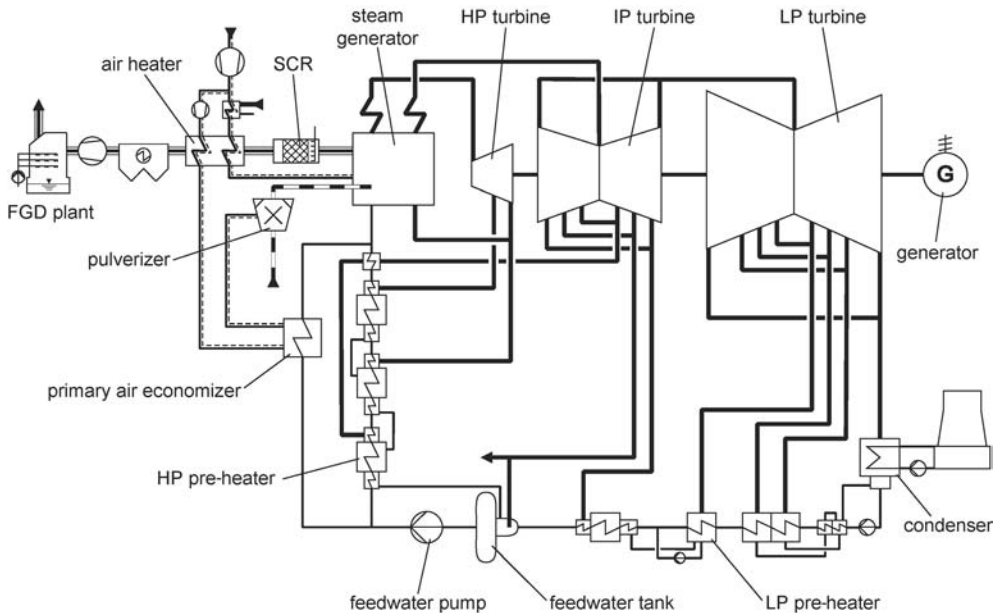 steam
generator
HP turbine
IP turbine
LP turbine
air heater
SCR
FGD plant
pulverizer
G
generator
primary air economizer
HP pre-heater
condenser
feedwater pump
feedwater tank
LP pre-heater